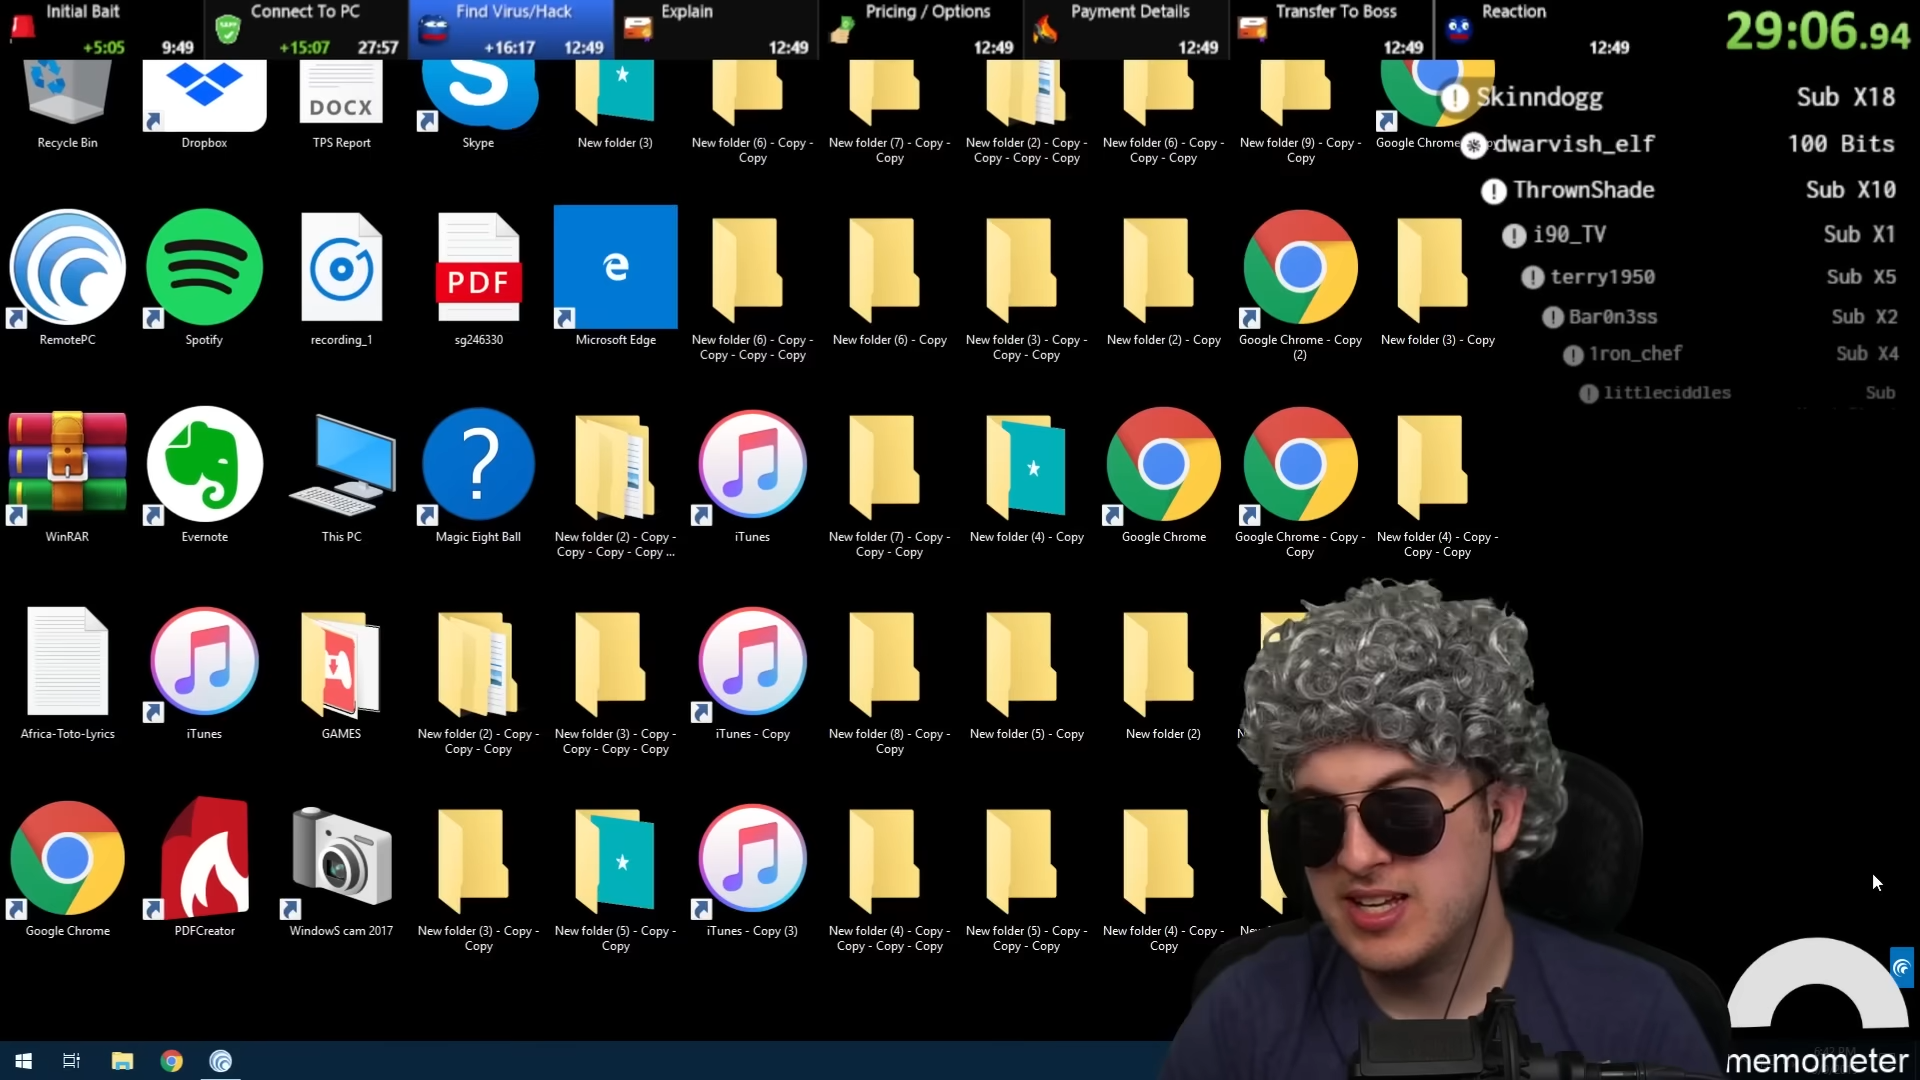 Initial Bait
+5:05 9:49
Connect To PC
+15:07 27:57
Find Virus/Hack
+16:17 12:49
Explain
12:49
Pricing / Options
12:49
Payment Details
12:49
Transfer To Boss
12:49
Reaction
12:49
29:06.94
Skinndogg Sub X18
dwarvish_elf 100 Bits
ThrownShade Sub X10
i90_TV Sub X1
terry1950 Sub X5
Bar0n3ss Sub X2
1ron_chef Sub X4
littleciddles Sub
DOCX
Recycle Bin
Dropbox
TPS Report
Skype
New folder (3)
New folder (6) - Copy -
Copy
New folder (7) - Copy -
Copy
New folder (2) - Copy -
Copy - Copy - Copy
New folder (6) - Copy -
Copy - Copy
New folder (9) - Copy -
Copy
Google Chrome
PDF
e
RemotePC
Spotify
recording_1
sg246330
Microsoft Edge
New folder (6) - Copy -
Copy - Copy - Copy
New folder (6) - Copy
New folder (3) - Copy -
Copy - Copy
New folder (2) - Copy
Google Chrome - Copy
(2)
New folder (3) - Copy
?
WinRAR
Evernote
This PC
Magic Eight Ball
New folder (2) - Copy -
Copy - Copy - Copy ...
iTunes
New folder (7) - Copy -
Copy - Copy
New folder (4) - Copy
Google Chrome
Google Chrome - Copy -
Copy
New folder (4) - Copy -
Copy - Copy
Africa-Toto-Lyrics
iTunes
GAMES
New folder (2) - Copy -
Copy - Copy
New folder (3) - Copy -
Copy - Copy - Copy
iTunes - Copy
New folder (8) - Copy -
Copy
New folder (5) - Copy
New folder (2)
Google Chrome
PDFCreator
WindowS cam 2017
New folder (3) - Copy -
Copy
New folder (5) - Copy -
Copy
iTunes - Copy (3)
New folder (4) - Copy -
Copy - Copy - Copy
New folder (5) - Copy -
Copy - Copy
New folder (4) - Copy -
Copy
memometer